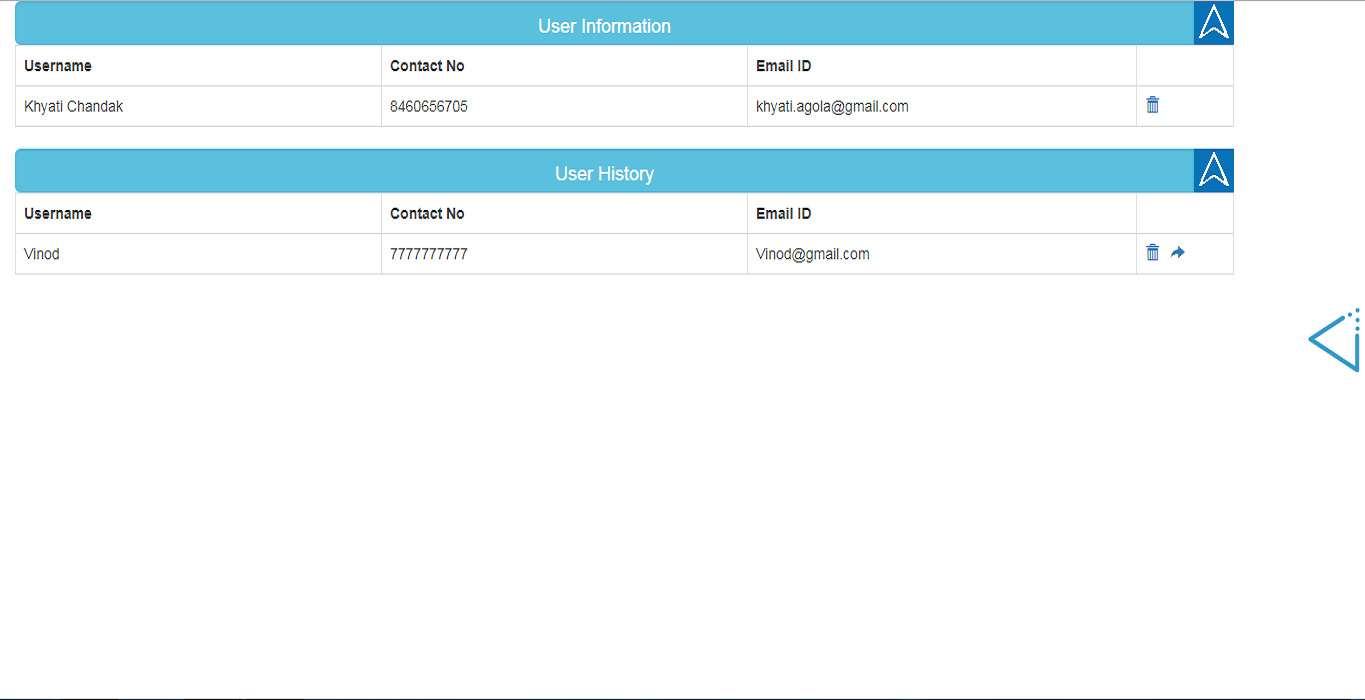 User Information
Username Contact No Email ID
Khyati Chandak 8460656705 khyati.agola@gmail.com
User History
Username Contact No Email ID
Vinod 7777777777 Vinod@gmail.com